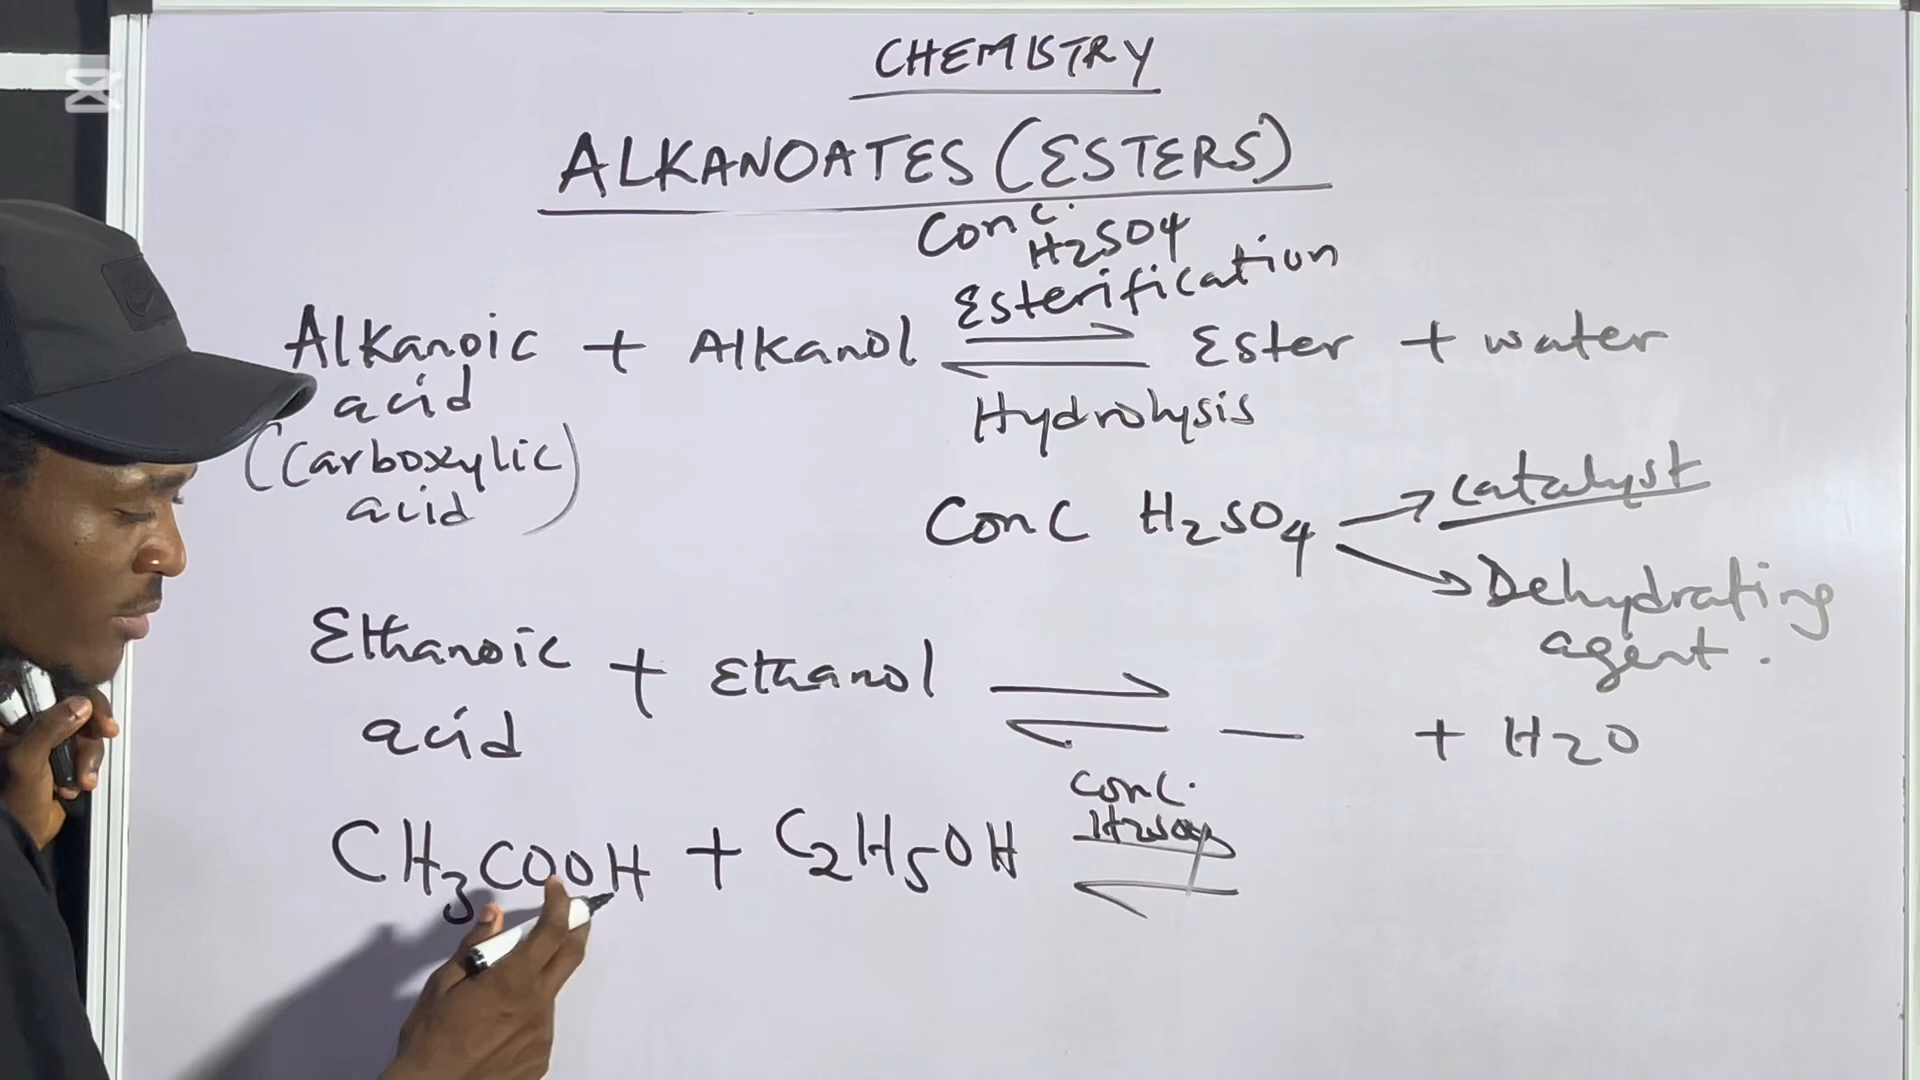 CHEMISTRY
ALKANOATES (ESTERS)
Conc.
H2SO4
Esterification
Alkanoic + Alkanol ⇌ Ester + water
acid
(Carboxylic
acid)
Hydrolysis
Conc H2SO4 → catalyst
→ Dehydrating
agent.
Ethanoic + Ethanol ⇌ — + H2O
acid
Conc.
H2SO4
CH3COOH + C2H5OH ⇌